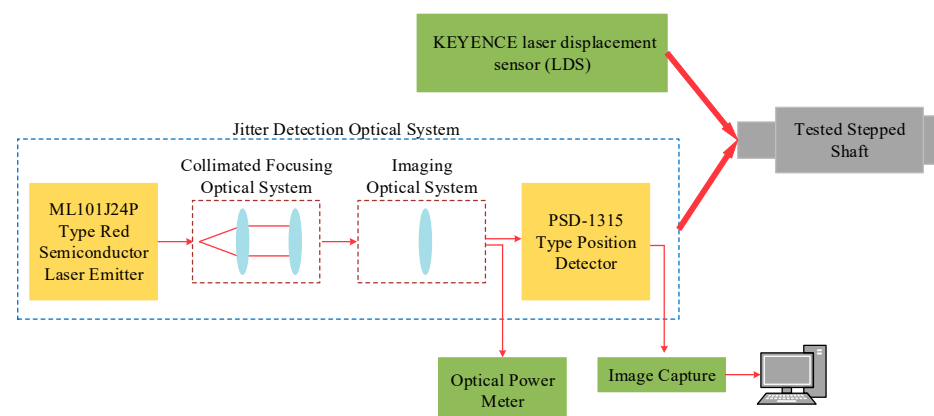 KEYENCE laser displacement
sensor (LDS)
Tested Stepped
Shaft
Jitter Detection Optical System
Collimated Focusing
Optical System
Imaging
Optical System
ML101J24P
Type Red
Semiconductor
Laser Emitter
PSD-1315
Type Position
Detector
Optical Power
Meter
Image Capture